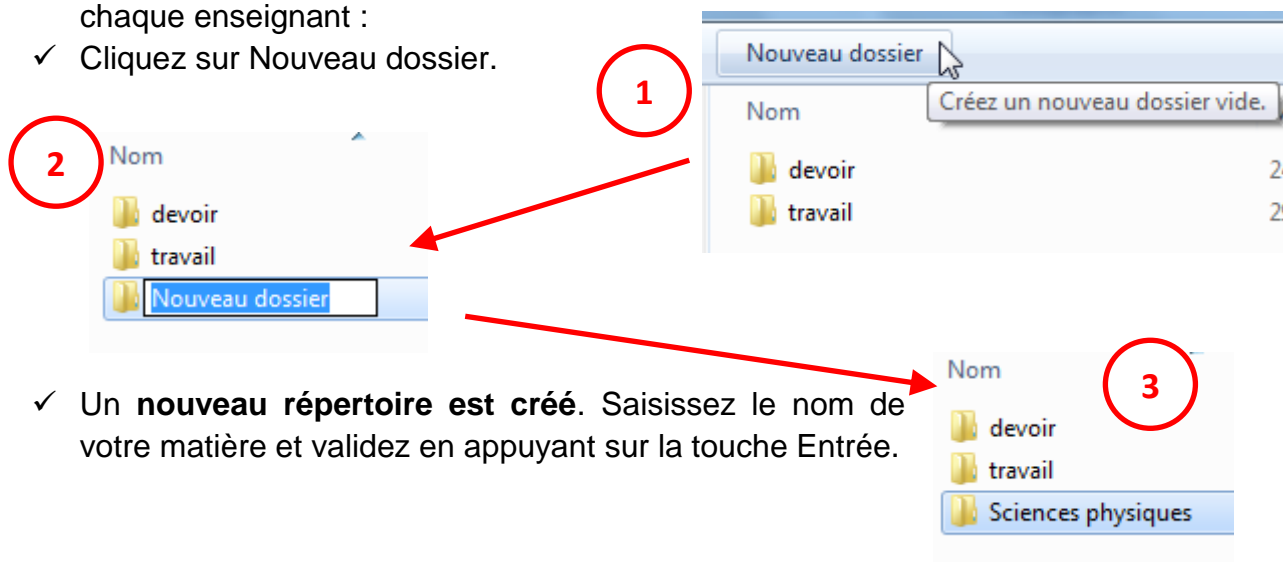 chaque enseignant :
✓ Cliquez sur Nouveau dossier.
1
Nouveau dossier
Créez un nouveau dossier vide.
Nom
devoir
travail
2
Nom
devoir
travail
Nouveau dossier
✓ Un nouveau répertoire est créé. Saisissez le nom de
votre matière et validez en appuyant sur la touche Entrée.
3
Nom
devoir
travail
Sciences physiques